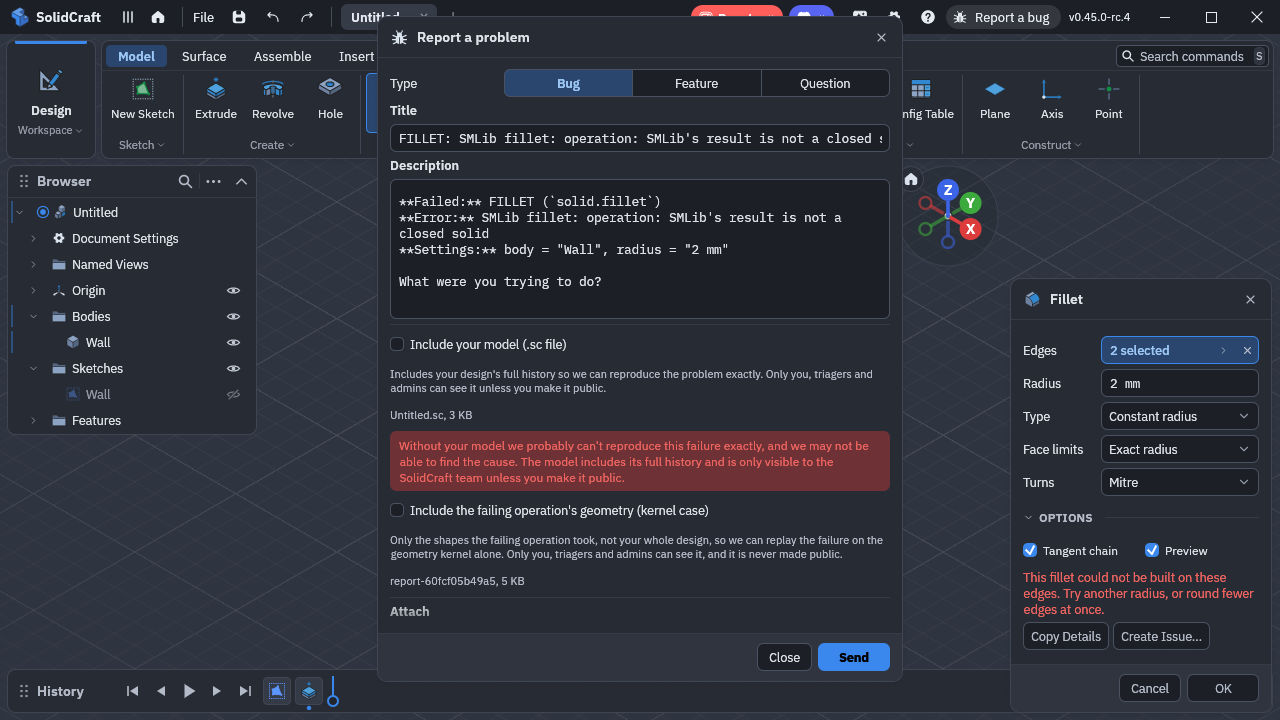 SolidCraft
File
Untitled
Report a bug
v0.45.0-rc.4
Design
Workspace
Model
Surface
Assemble
Insert
Search commands
S
New Sketch
Extrude
Revolve
Hole
Plane
Axis
Point
Sketch
Create
Construct
Browser
Untitled
Document Settings
Named Views
Origin
Bodies
Wall
Sketches
Wall
Features
Z
Y
X
Report a problem
Type
Bug
Feature
Question
Title
FILLET: SMLib fillet: operation: SMLib's result is not a closed s
Description
**Failed:** FILLET (`solid.fillet`)
**Error:** SMLib fillet: operation: SMLib's result is not a
closed solid
**Settings:** body = "Wall", radius = "2 mm"
What were you trying to do?
Include your model (.sc file)
Includes your design's full history so we can reproduce the problem exactly. Only you, triagers and
admins can see it unless you make it public.
Untitled.sc, 3 KB
Without your model we probably can't reproduce this failure exactly, and we may not be
able to find the cause. The model includes its full history and is only visible to the
SolidCraft team unless you make it public.
Include the failing operation's geometry (kernel case)
Only the shapes the failing operation took, not your whole design, so we can replay the failure on the
geometry kernel alone. Only you, triagers and admins can see it, and it is never made public.
report-60fcf05b49a5, 5 KB
Attach
Close
Send
Fillet
Edges
2 selected
Radius
2 mm
Type
Constant radius
Face limits
Exact radius
Turns
Mitre
OPTIONS
Tangent chain
Preview
This fillet could not be built on these
edges. Try another radius, or round fewer
edges at once.
Copy Details
Create Issue...
Cancel
OK
History